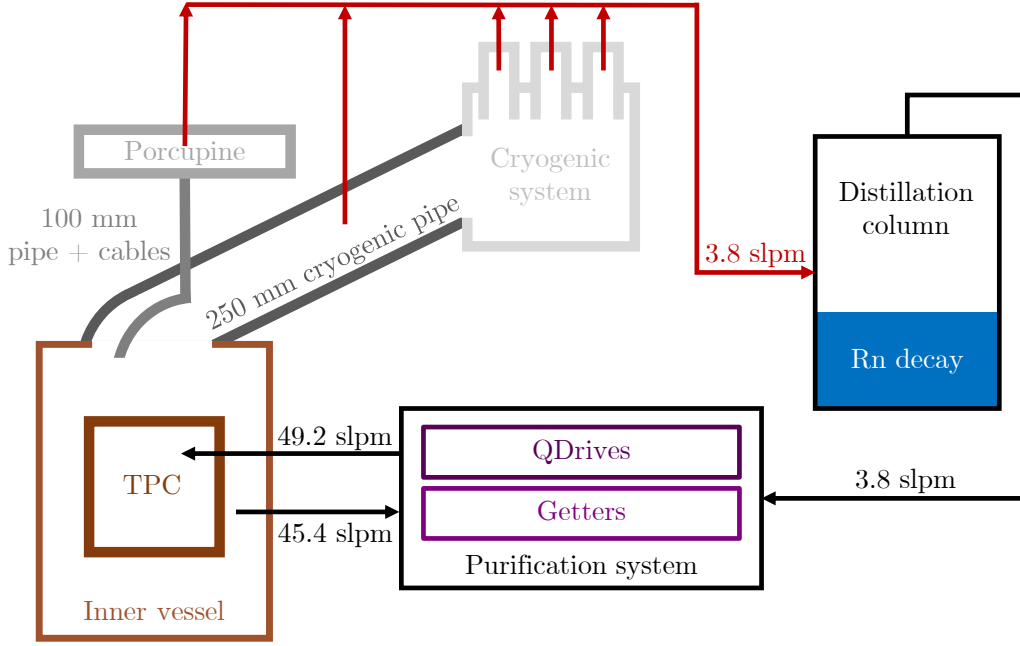 Porcupine
Cryogenic
system
100 mm
pipe + cables
250 mm cryogenic pipe
3.8 slpm
Distillation
column
Rn decay
49.2 slpm
QDrives
TPC
Getters
3.8 slpm
45.4 slpm
Purification system
Inner vessel